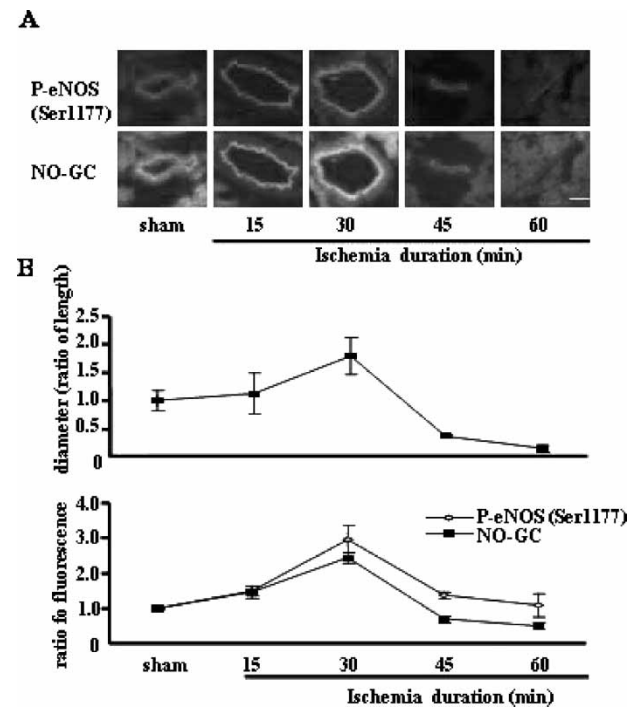 A
P-eNOS
(Ser1177)
NO-GC
sham 15 30 45 60
Ischemia duration (min)
B
diameter (ratio of length)
2.5
2.0
1.5
1.0
0.5
0
ratio fo fluorescence
4.0
3.0
2.0
1.0
0
P-eNOS (Ser1177)
NO-GC
sham 15 30 45 60
Ischemia duration (min)